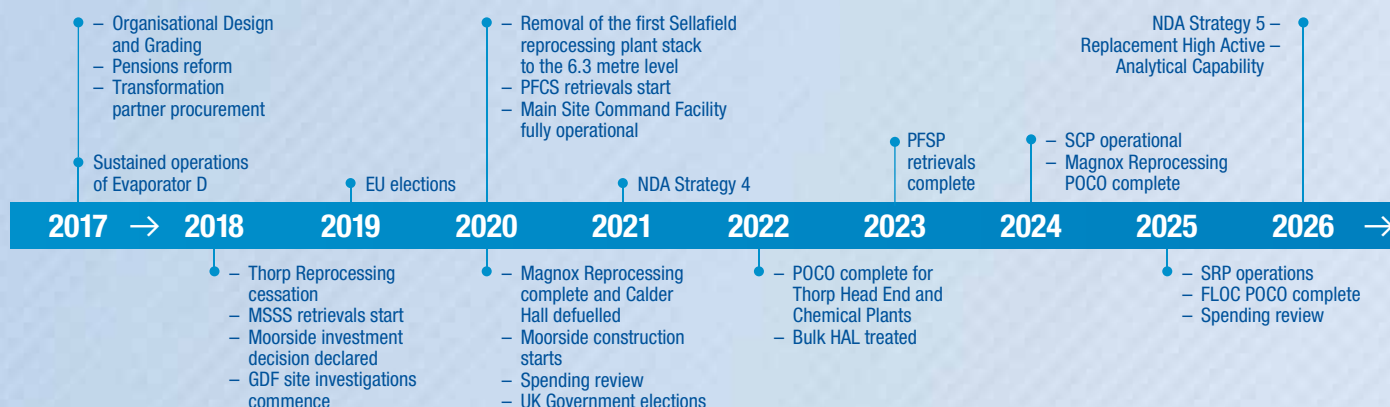 – Organisational Design
and Grading
– Pensions reform
– Transformation
partner procurement
Sustained operations
of Evaporator D
EU elections
– Removal of the first Sellafield
reprocessing plant stack
to the 6.3 metre level
– PFCS retrievals start
– Main Site Command Facility
fully operational
NDA Strategy 4
PFSP
retrievals
complete
– SCP operational
– Magnox Reprocessing
POCO complete
NDA Strategy 5 –
Replacement High Active –
Analytical Capability
2017 → 2018 2019 2020 2021 2022 2023 2024 2025 2026 →
– Thorp Reprocessing
cessation
– MSSS retrievals start
– Moorside investment
decision declared
– GDF site investigations
commence
– Magnox Reprocessing
complete and Calder
Hall defuelled
– Moorside construction
starts
– Spending review
– UK Government elections
– POCO complete for
Thorp Head End and
Chemical Plants
– Bulk HAL treated
– SRP operations
– FLOC POCO complete
– Spending review